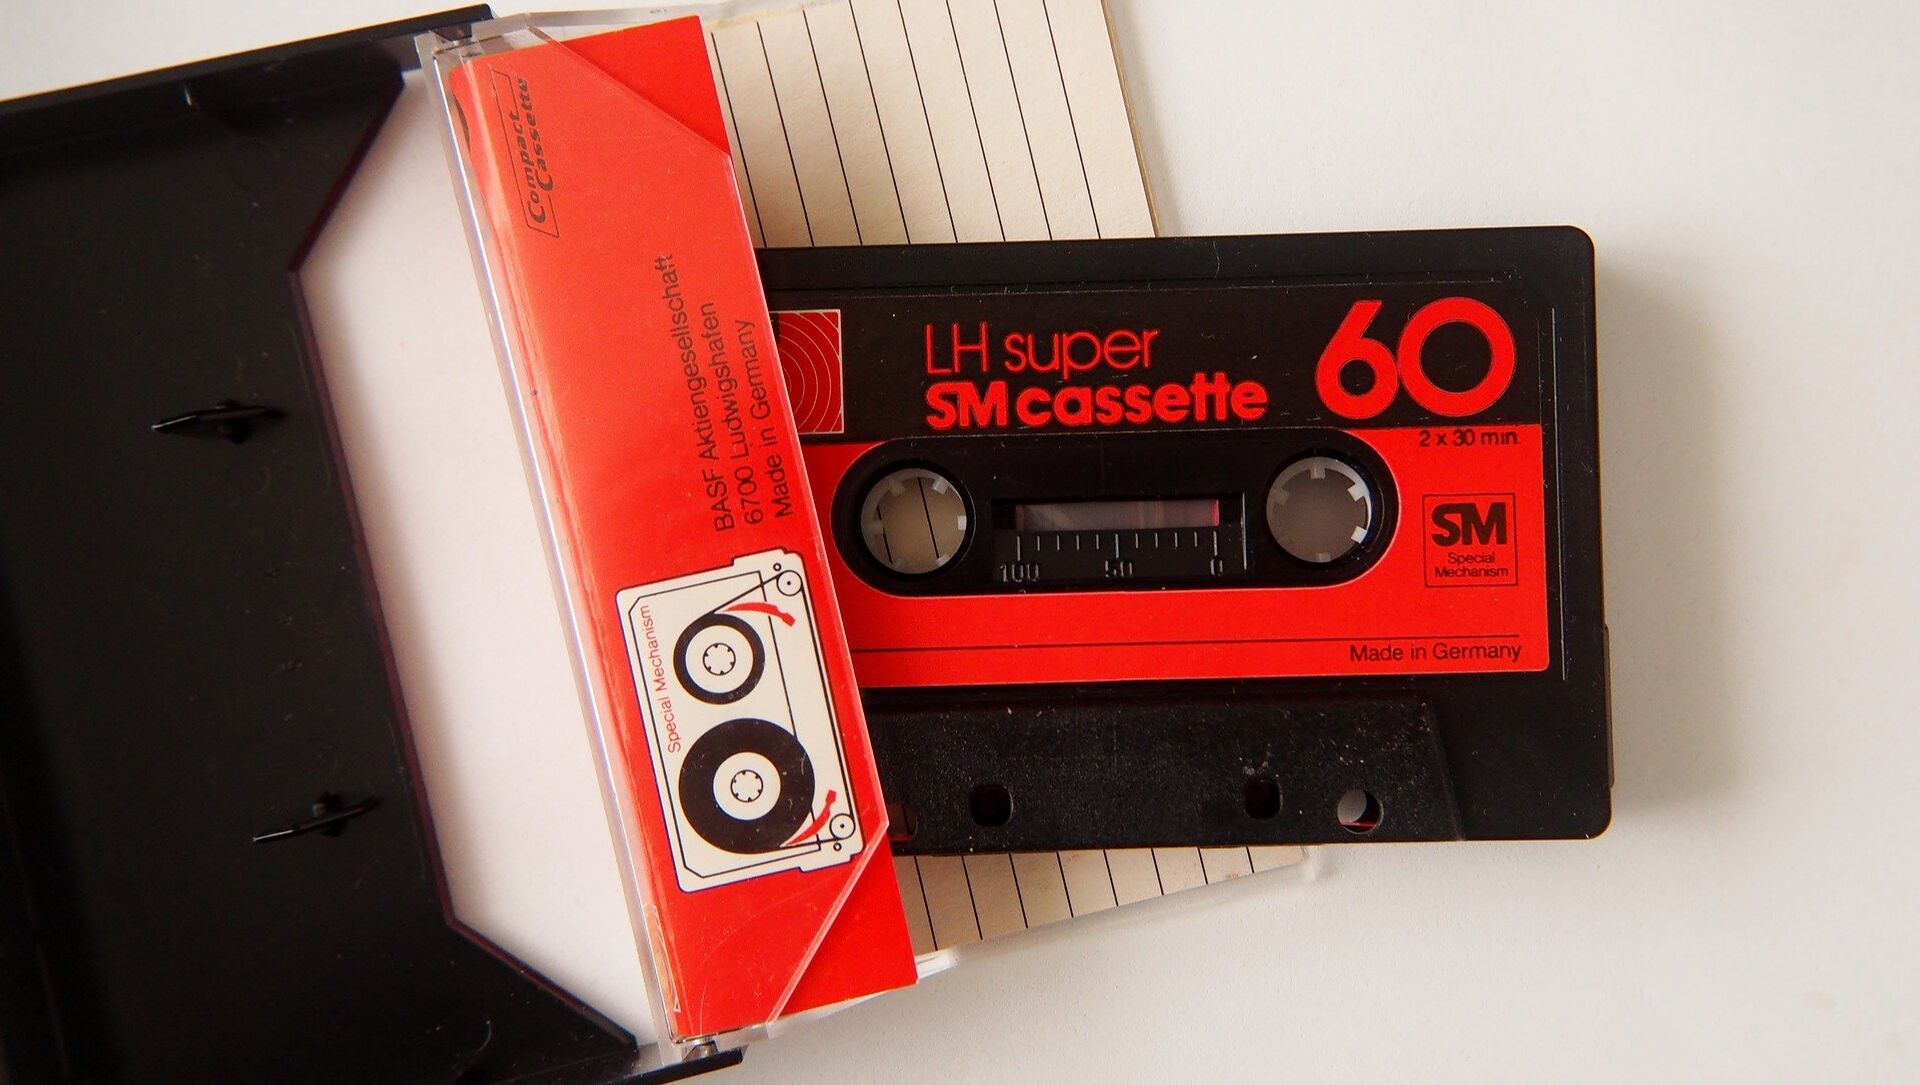 Compact
Cassette
BASF Aktiengesellschaft
6700 Ludwigshafen
Made in Germany
Special Mechanism
LH super
SM cassette
60
2 x 30 min
SM
Special
Mechanism
100 50 0
Made in Germany